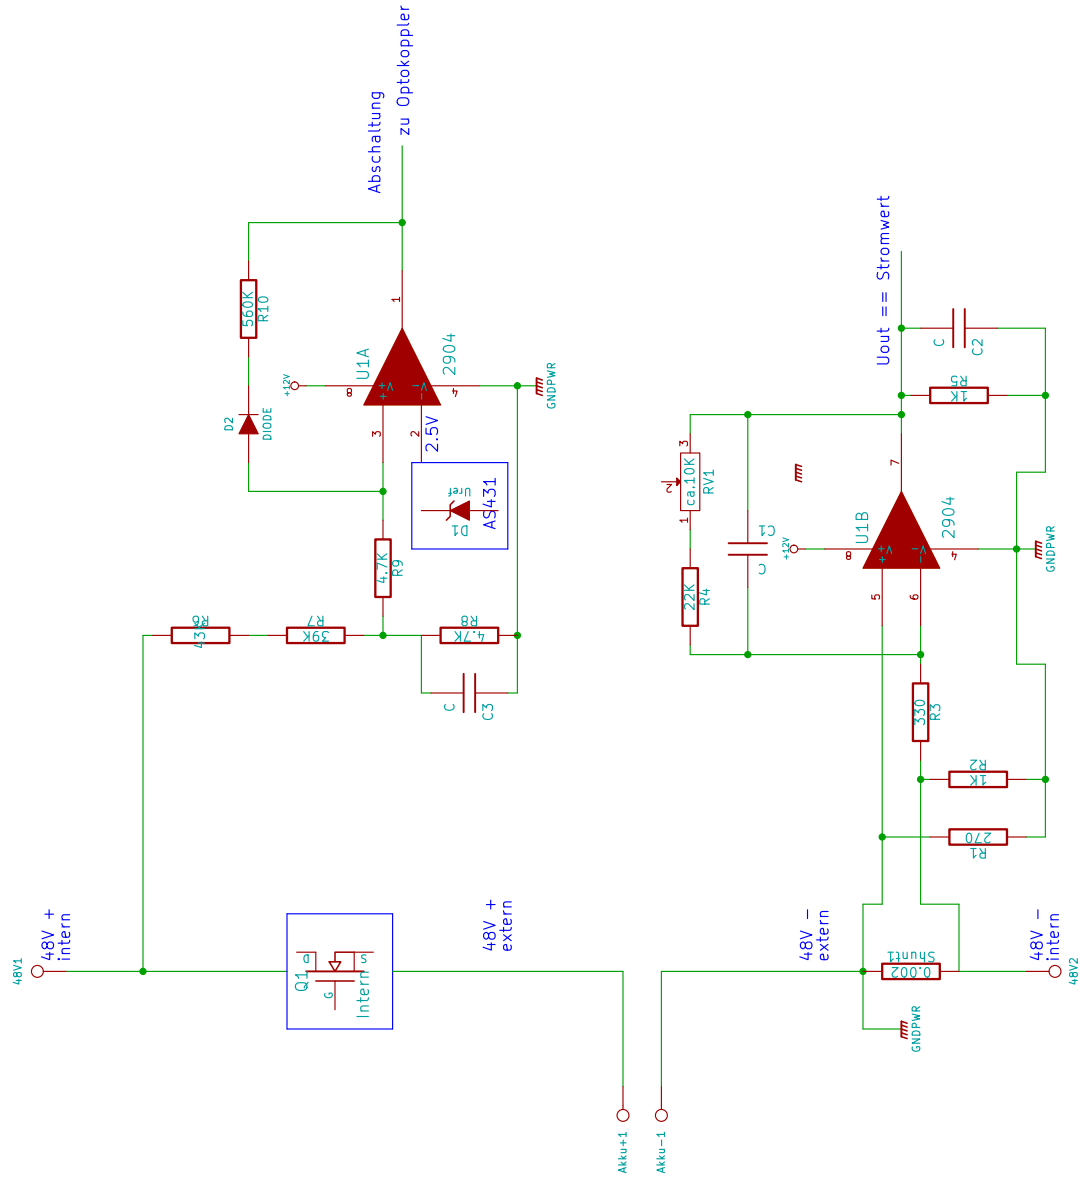 Abschaltung
zu Optokoppler
560K
R10
D2
DIODE
+12V
8
V+
+
V-
-
U1A
2904
1
3
2
4
2.5V
GNDPWR
Uref
D1
AS431
4.7K
R9
R6
43K
R7
39K
R8
4.7K
C
C3
48V1
48V +
intern
Q1
D
S
G
Intern
48V +
extern
Akku+1
Akku-1
Uout == Stromwert
C
C2
R5
1K
3
2
1
ca.10K
RV1
22K
R4
C1
C
+12V
8
V+
+
V-
-
U1B
2904
7
5
6
4
GNDPWR
330
R3
R2
1K
270
R1
48V -
extern
Shunt1
0.002
48V -
intern
48V2
GNDPWR